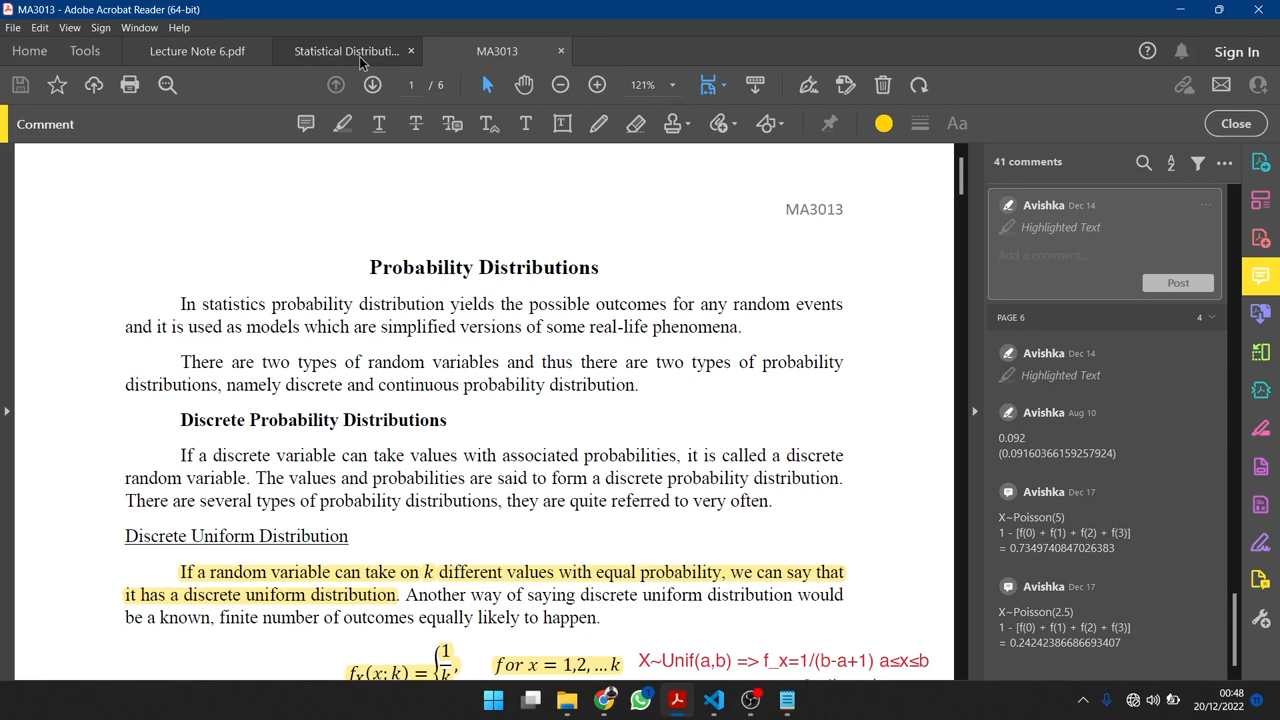 MA3013 - Adobe Acrobat Reader (64-bit)
File Edit View Sign Window Help
Home Tools Lecture Note 6.pdf Statistical Distributi... × MA3013 × Sign In
1 / 6 121%
Comment Close
MA3013
Probability Distributions
In statistics probability distribution yields the possible outcomes for any random events
and it is used as models which are simplified versions of some real-life phenomena.
There are two types of random variables and thus there are two types of probability
distributions, namely discrete and continuous probability distribution.
Discrete Probability Distributions
If a discrete variable can take values with associated probabilities, it is called a discrete
random variable. The values and probabilities are said to form a discrete probability distribution.
There are several types of probability distributions, they are quite referred to very often.
Discrete Uniform Distribution
If a random variable can take on k different values with equal probability, we can say that
it has a discrete uniform distribution. Another way of saying discrete uniform distribution would
be a known, finite number of outcomes equally likely to happen.
f_X(x; k) = { 1/k, for x = 1,2, ... k X~Unif(a,b) => f_x=1/(b-a+1) a≤x≤b
41 comments
Avishka Dec 14
Highlighted Text
Add a comment...
Post
PAGE 6 4
Avishka Dec 14
Highlighted Text
Avishka Aug 10
0.092
(0.09160366159257924)
Avishka Dec 17
X~Poisson(5)
1 - [f(0) + f(1) + f(2) + f(3)]
= 0.7349740847026383
Avishka Dec 17
X~Poisson(2.5)
1 - [f(0) + f(1) + f(2) + f(3)]
= 0.24242386686693407
00:48
20/12/2022